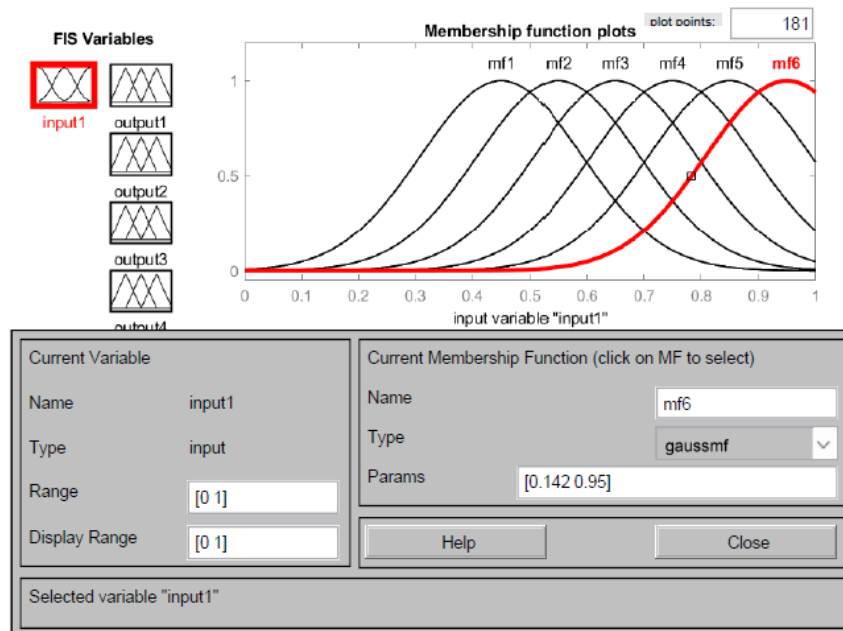 FIS Variables
input1
output1
output2
output3
output4
Membership function plots
plot points:
181
mf1 mf2 mf3 mf4 mf5 mf6
1
0.5
0
0 0.1 0.2 0.3 0.4 0.5 0.6 0.7 0.8 0.9 1
input variable "input1"
Current Variable
Name input1
Type input
Range [0 1]
Display Range [0 1]
Current Membership Function (click on MF to select)
Name mf6
Type gaussmf
Params [0.142 0.95]
Help Close
Selected variable "input1"